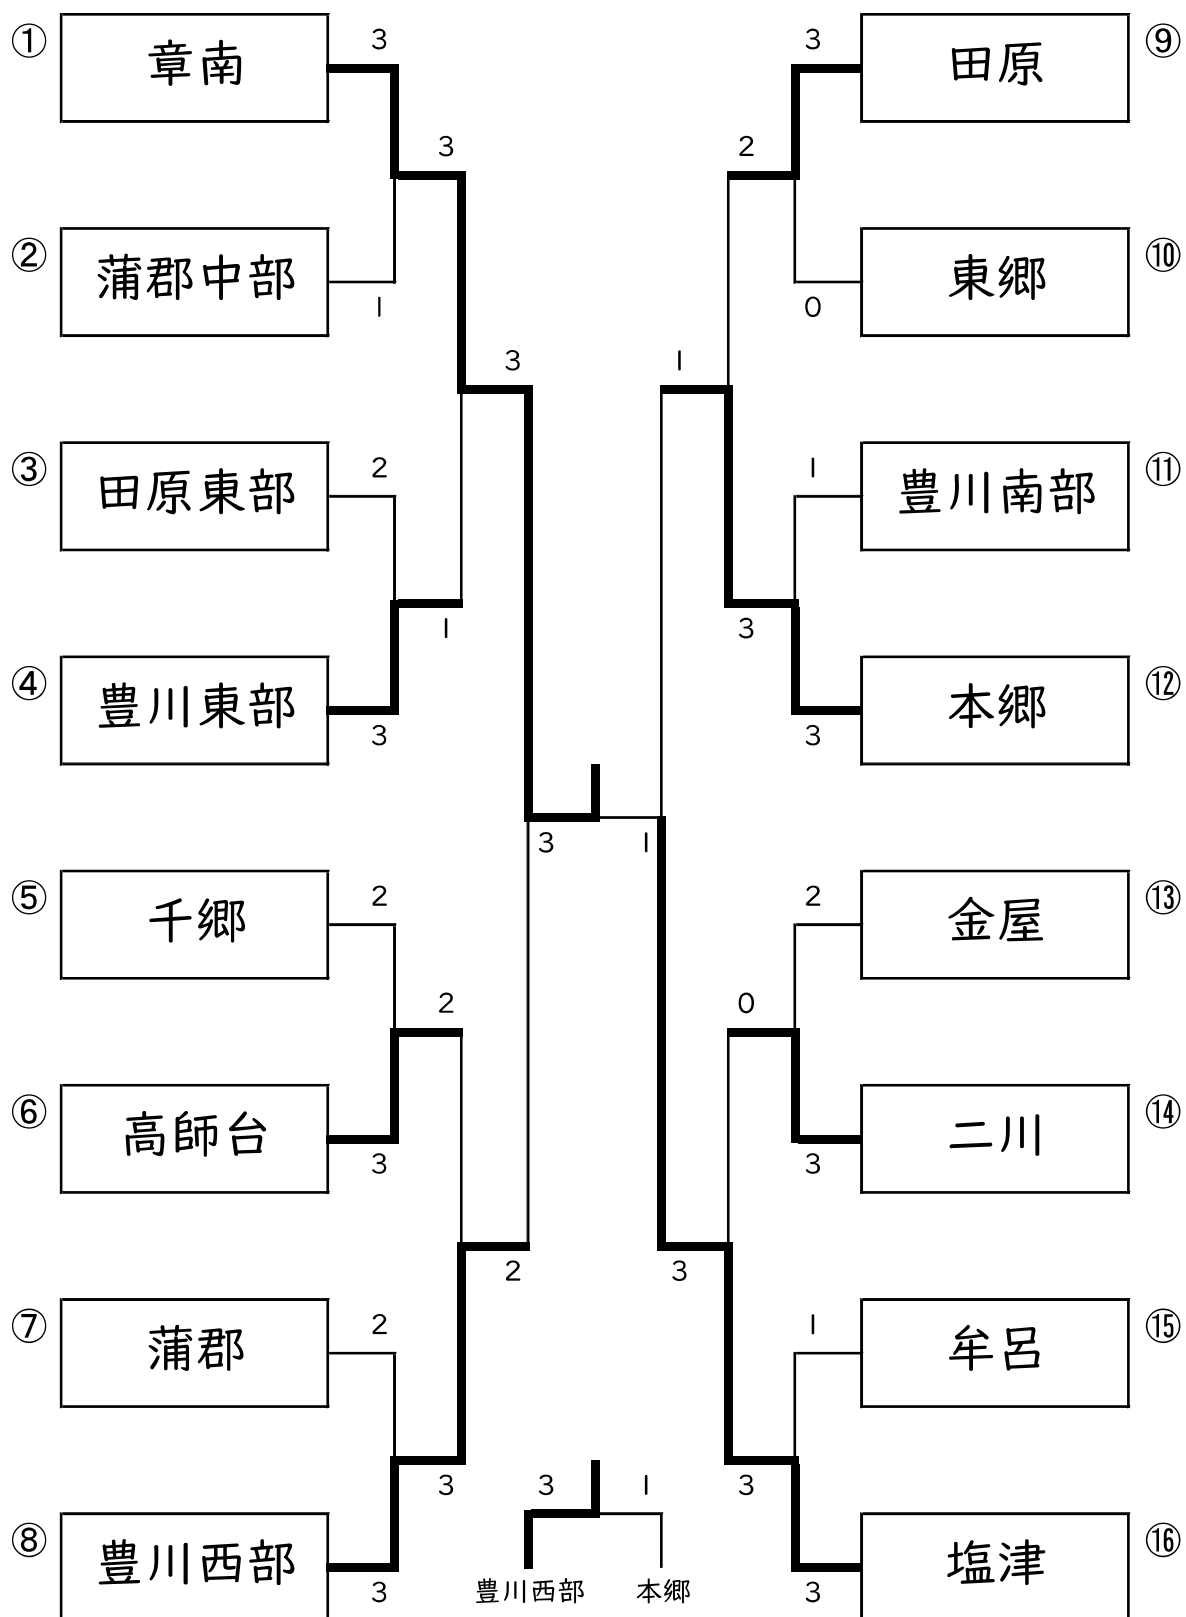 ① 章南 3 3 田原 ⑨
3 2
② 蒲郡中部 1 0 東郷 ⑩
3 1
③ 田原東部 2 1 豊川南部 ⑪
1 3
④ 豊川東部 3 3 本郷 ⑫
3 1
⑤ 千郷 2 2 金屋 ⑬
2 0
⑥ 高師台 3 3 二川 ⑭
2 3
⑦ 蒲郡 2 1 牟呂 ⑮
3 3 1 3
⑧ 豊川西部 3 3 塩津 ⑯
豊川西部 本郷